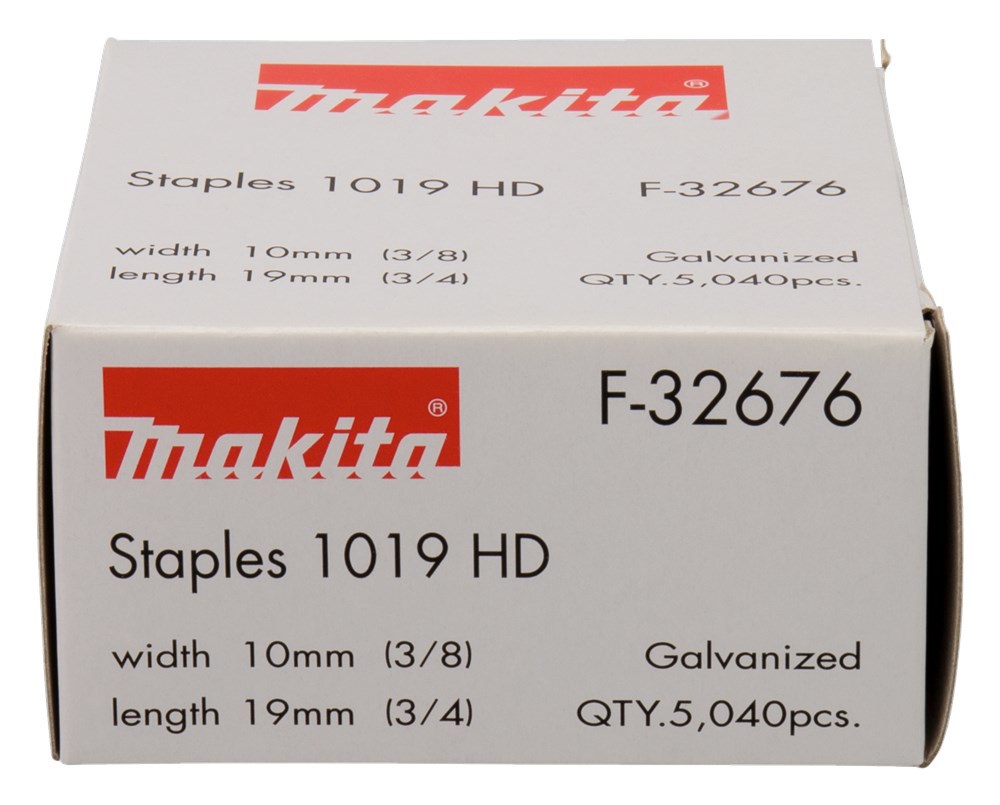 makita®
Staples 1019 HD F-32676
width 10mm (3/8) Galvanized
length 19mm (3/4) QTY.5,040pcs.
makita® F-32676
Staples 1019 HD
width 10mm (3/8) Galvanized
length 19mm (3/4) QTY.5,040pcs.